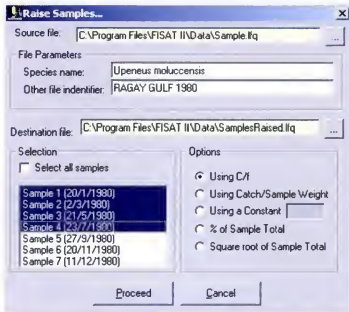 Raise Samples...
Source file: C:\Program Files\FISAT II\Data\Sample.lfq ...
File Parameters
Species name: Upeneus moluccensis
Other file indentifier: RAGAY GULF 1980
Destination file: C:\Program Files\FISAT II\Data\SamplesRaised.lfq ...
Selection
Select all samples
Sample 1 (20/1/1980)
Sample 2 (2/3/1980)
Sample 3 (21/5/1980)
Sample 4 (23/7/1980)
Sample 5 (27/9/1980)
Sample 6 (20/11/1980)
Sample 7 (11/12/1980)
Options
Using C/f
Using Catch/Sample Weight
Using a Constant
% of Sample Total
Square root of Sample Total
Proceed
Cancel